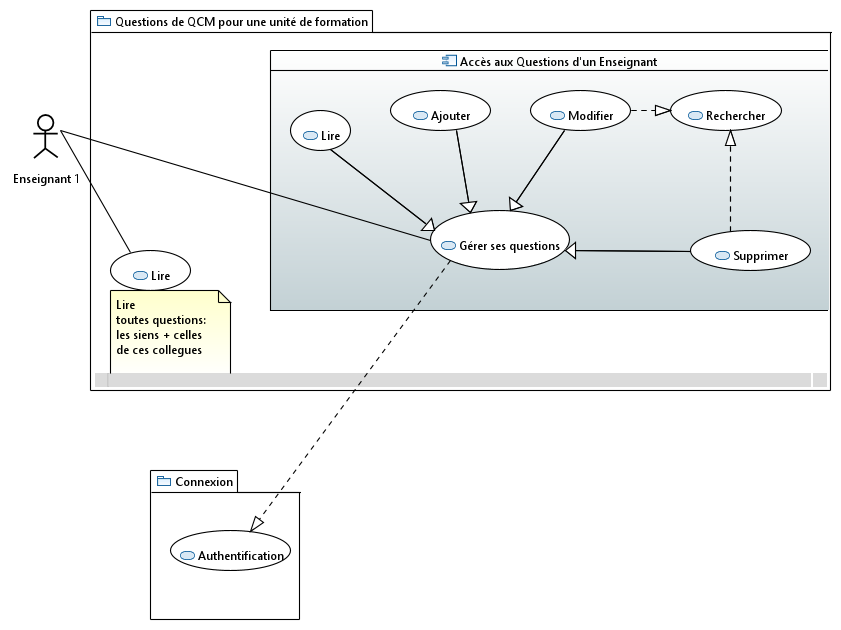 Questions de QCM pour une unité de formation
Accès aux Questions d'un Enseignant
Lire
Ajouter
Modifier
Rechercher
Enseignant 1
Gérer ses questions
Supprimer
Lire
Lire
toutes questions:
les siens + celles
de ces collegues
Connexion
Authentification